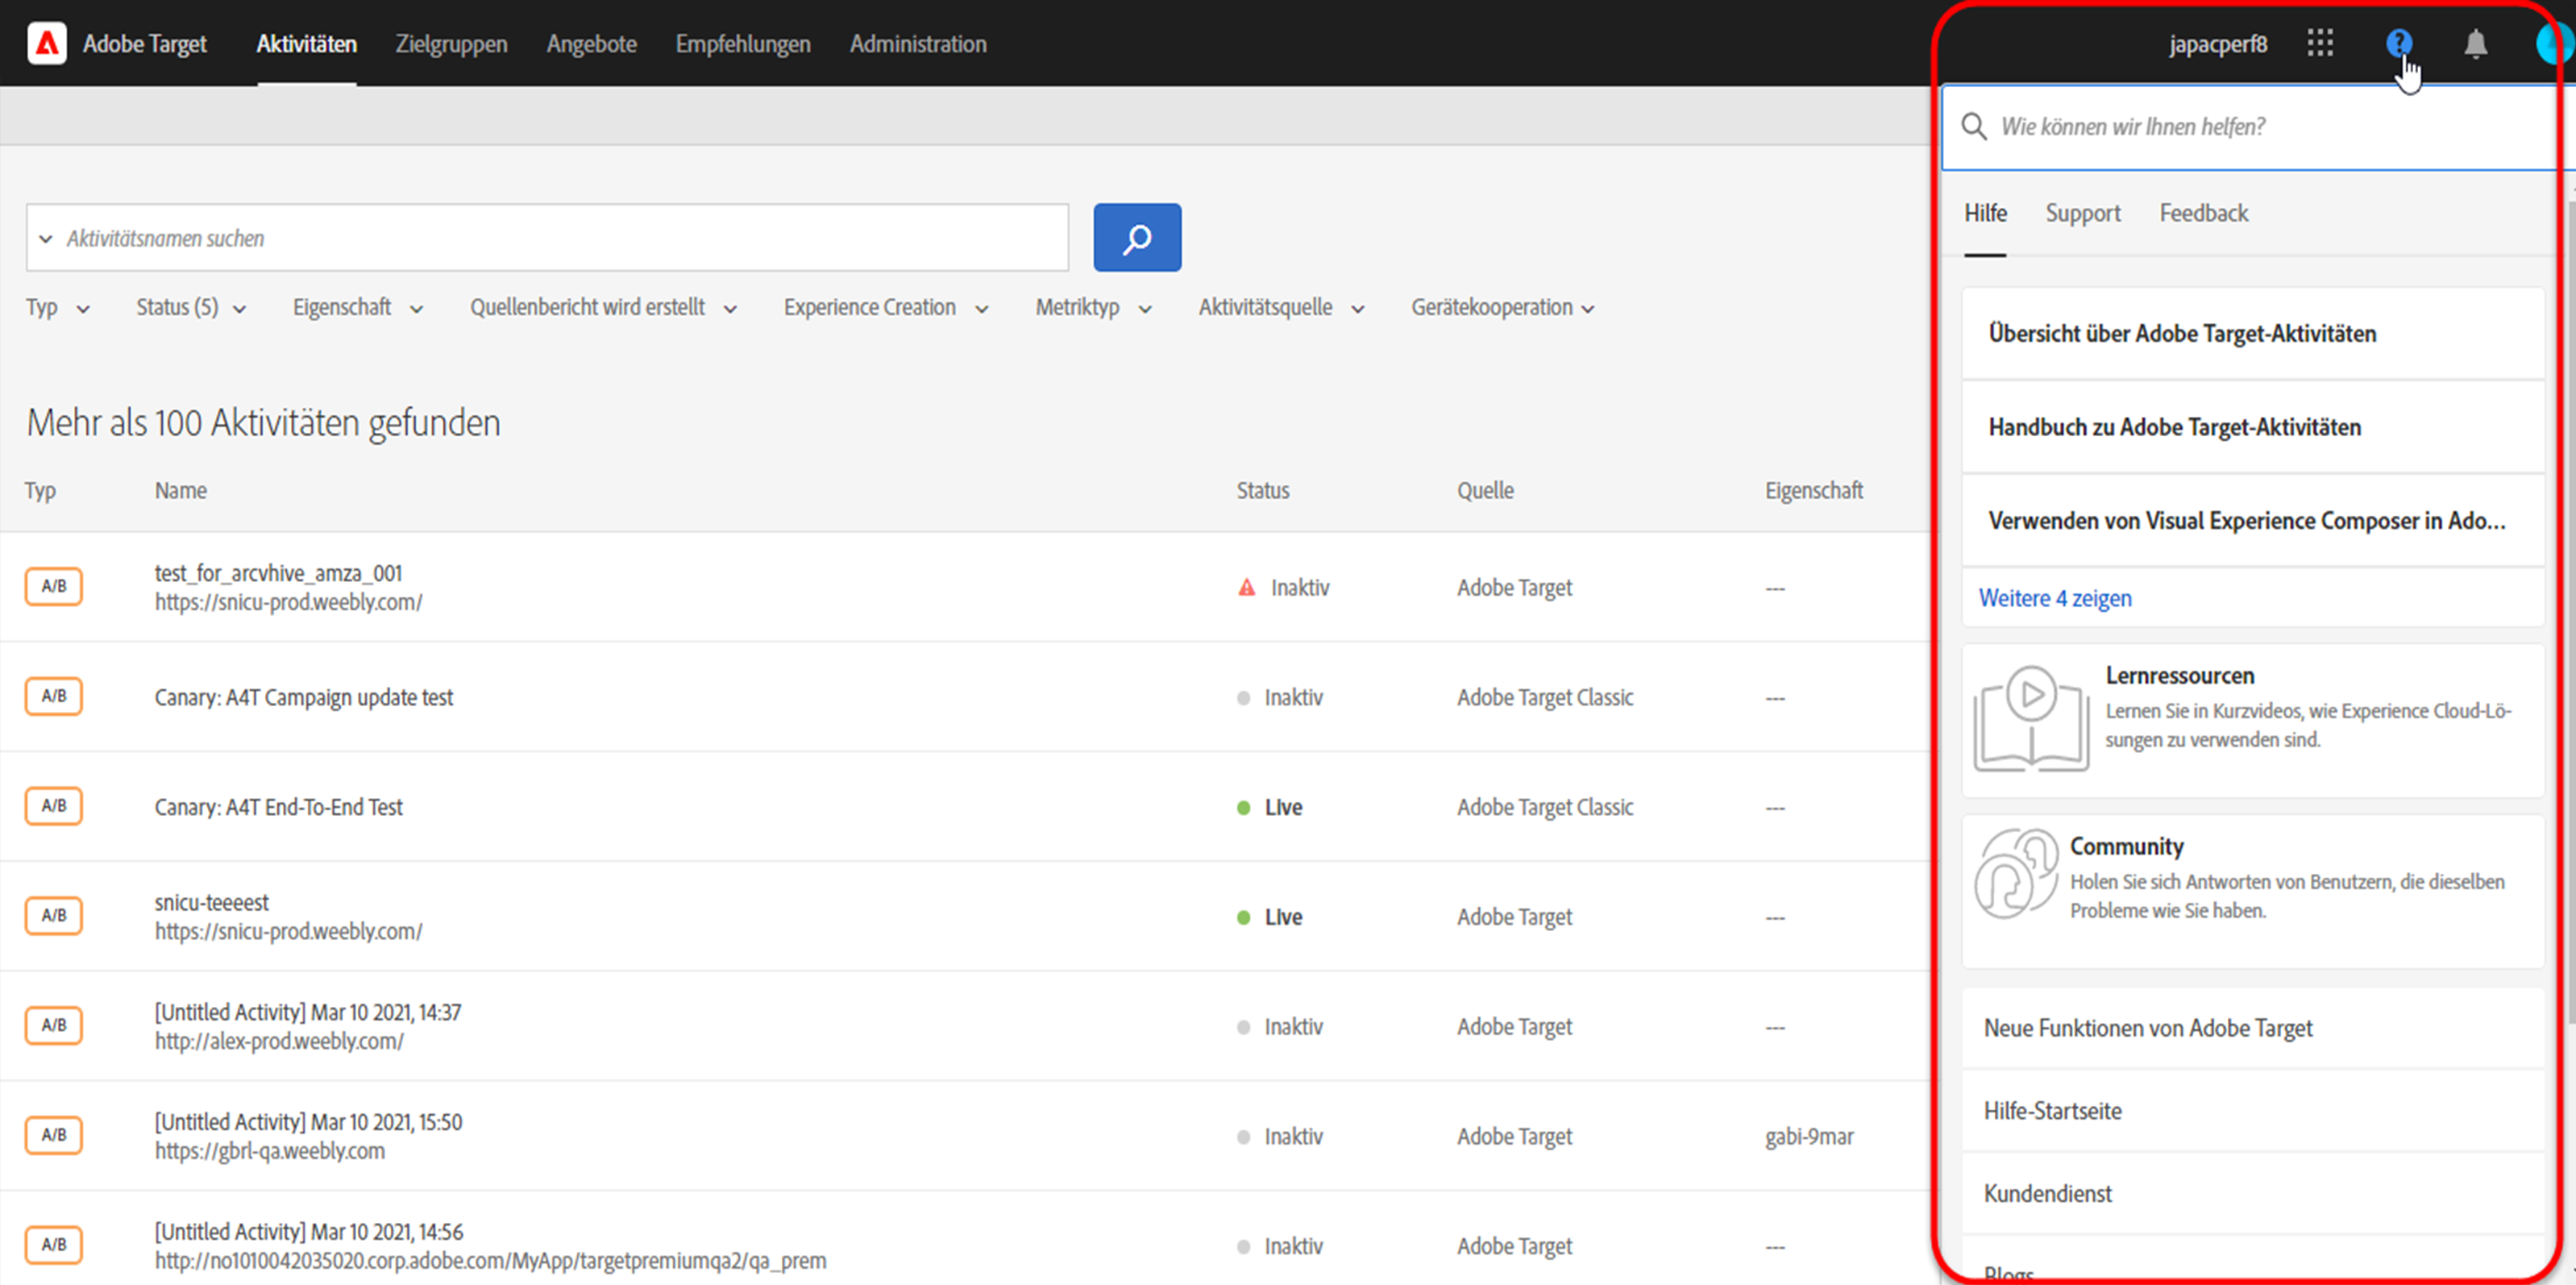 Adobe Target
Aktivitäten
Zielgruppen
Angebote
Empfehlungen
Administration
japacperf8
?
Wie können wir Ihnen helfen?
Hilfe
Support
Feedback
Aktivitätsnamen suchen
Typ
Status (5)
Eigenschaft
Quellenbericht wird erstellt
Experience Creation
Metriktyp
Aktivitätsquelle
Gerätekooperation
Mehr als 100 Aktivitäten gefunden
Typ
Name
Status
Quelle
Eigenschaft
A/B
test_for_arcvhive_amza_001
https://snicu-prod.weebly.com/
Inaktiv
Adobe Target
---
A/B
Canary: A4T Campaign update test
Inaktiv
Adobe Target Classic
---
A/B
Canary: A4T End-To-End Test
Live
Adobe Target Classic
---
A/B
snicu-teeeest
https://snicu-prod.weebly.com/
Live
Adobe Target
---
A/B
[Untitled Activity] Mar 10 2021, 14:37
http://alex-prod.weebly.com/
Inaktiv
Adobe Target
---
A/B
[Untitled Activity] Mar 10 2021, 15:50
https://gbrl-qa.weebly.com
Inaktiv
Adobe Target
gabi-9mar
A/B
[Untitled Activity] Mar 10 2021, 14:56
http://no1010042035020.corp.adobe.com/MyApp/targetpremiumqa2/qa_prem
Inaktiv
Adobe Target
---
Übersicht über Adobe Target-Aktivitäten
Handbuch zu Adobe Target-Aktivitäten
Verwenden von Visual Experience Composer in Ado...
Weitere 4 zeigen
Lernressourcen
Lernen Sie in Kurzvideos, wie Experience Cloud-Lö-
sungen zu verwenden sind.
Community
Holen Sie sich Antworten von Benutzern, die dieselben
Probleme wie Sie haben.
Neue Funktionen von Adobe Target
Hilfe-Startseite
Kundendienst
Blogs